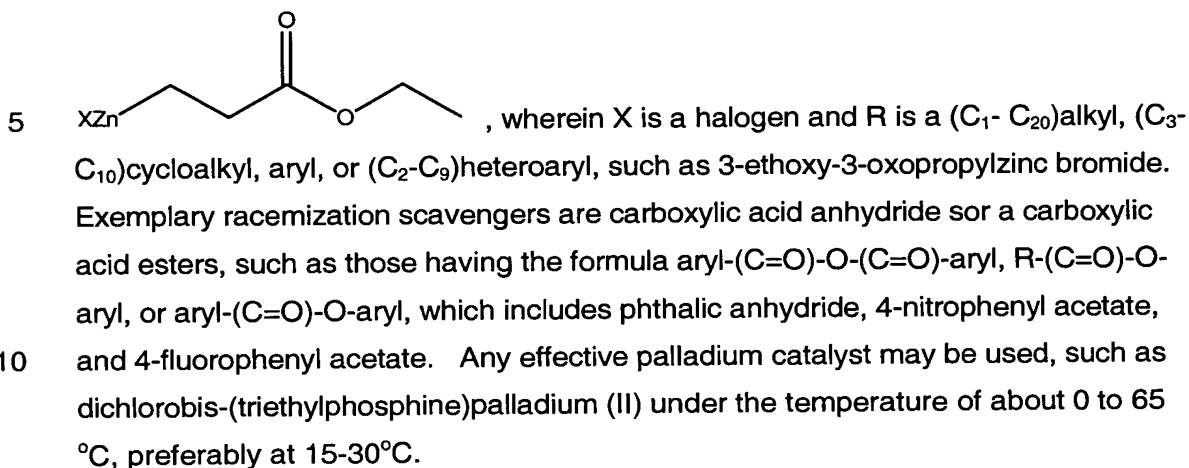 O
5 XZn O , wherein X is a halogen and R is a (C₁- C₂₀)alkyl, (C₃-
C₁₀)cycloalkyl, aryl, or (C₂-C₉)heteroaryl, such as 3-ethoxy-3-oxopropylzinc bromide.
Exemplary racemization scavengers are carboxylic acid anhydride sor a carboxylic
acid esters, such as those having the formula aryl-(C=O)-O-(C=O)-aryl, R-(C=O)-O-
aryl, or aryl-(C=O)-O-aryl, which includes phthalic anhydride, 4-nitrophenyl acetate,
10 and 4-fluorophenyl acetate. Any effective palladium catalyst may be used, such as
dichlorobis-(triethylphosphine)palladium (II) under the temperature of about 0 to 65
°C, preferably at 15-30°C.